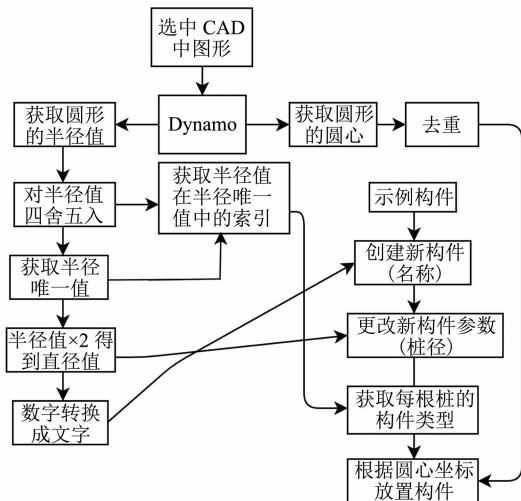 选中 CAD
中图形
获取圆形
的半径值
Dynamo
获取圆形
的圆心
去重
对半径值
四舍五入
获取半径值
在半径唯一
值中的索引
示例构件
获取半径
唯一值
创建新构件
(名称)
半径值×2 得
到直径值
更改新构件参数
(桩径)
数字转换
成文字
获取每根桩的
构件类型
根据圆心坐标
放置构件